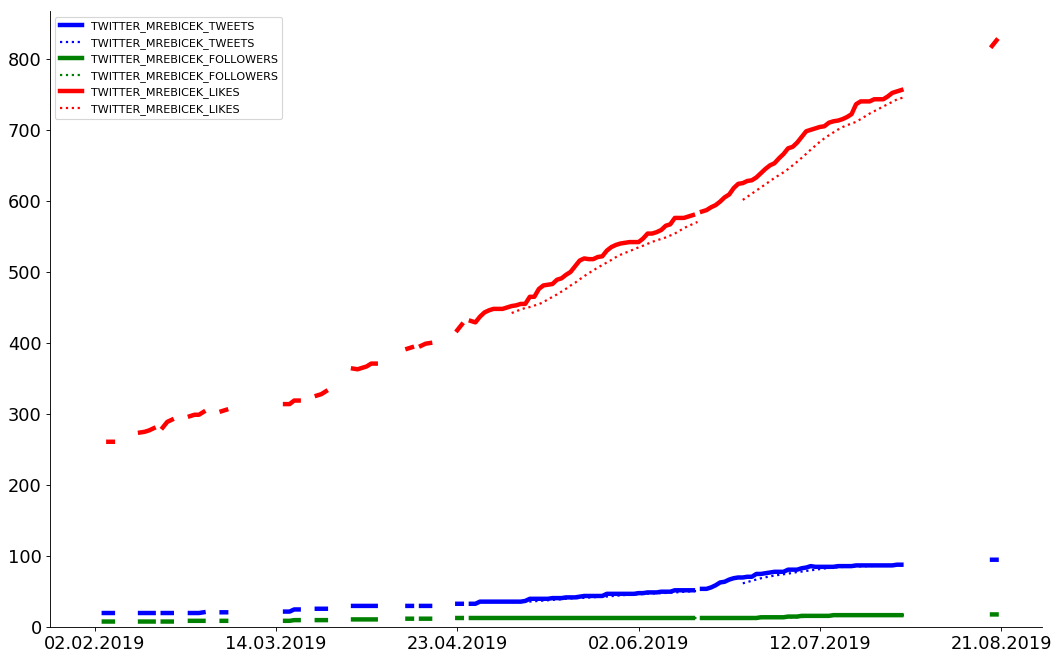 TWITTER_MREBICEK_TWEETS
TWITTER_MREBICEK_TWEETS
TWITTER_MREBICEK_FOLLOWERS
TWITTER_MREBICEK_FOLLOWERS
TWITTER_MREBICEK_LIKES
TWITTER_MREBICEK_LIKES
800
700
600
500
400
300
200
100
0
02.02.2019 14.03.2019 23.04.2019 02.06.2019 12.07.2019 21.08.2019